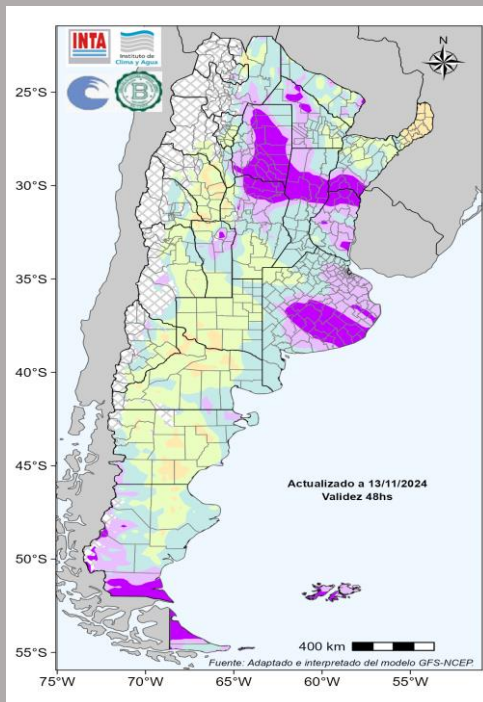 INTA
Instituto de
Clima y Agua
B
N
25°S
30°S
35°S
40°S
45°S
50°S
55°S
Actualizado a 13/11/2024
Validez 48hs
400 km
Fuente: Adaptado e interpretado del modelo GFS-NCEP.
75°W
70°W
65°W
60°W
55°W